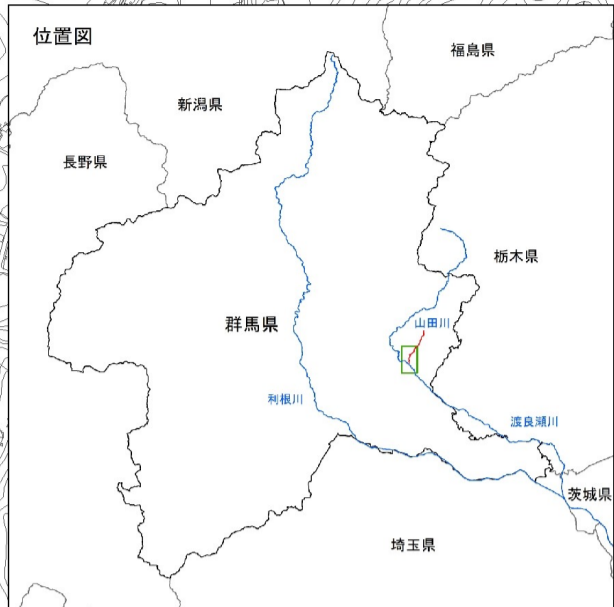 位置図
福島県
新潟県
長野県
栃木県
山田川
群馬県
利根川
渡良瀬川
茨城県
埼玉県